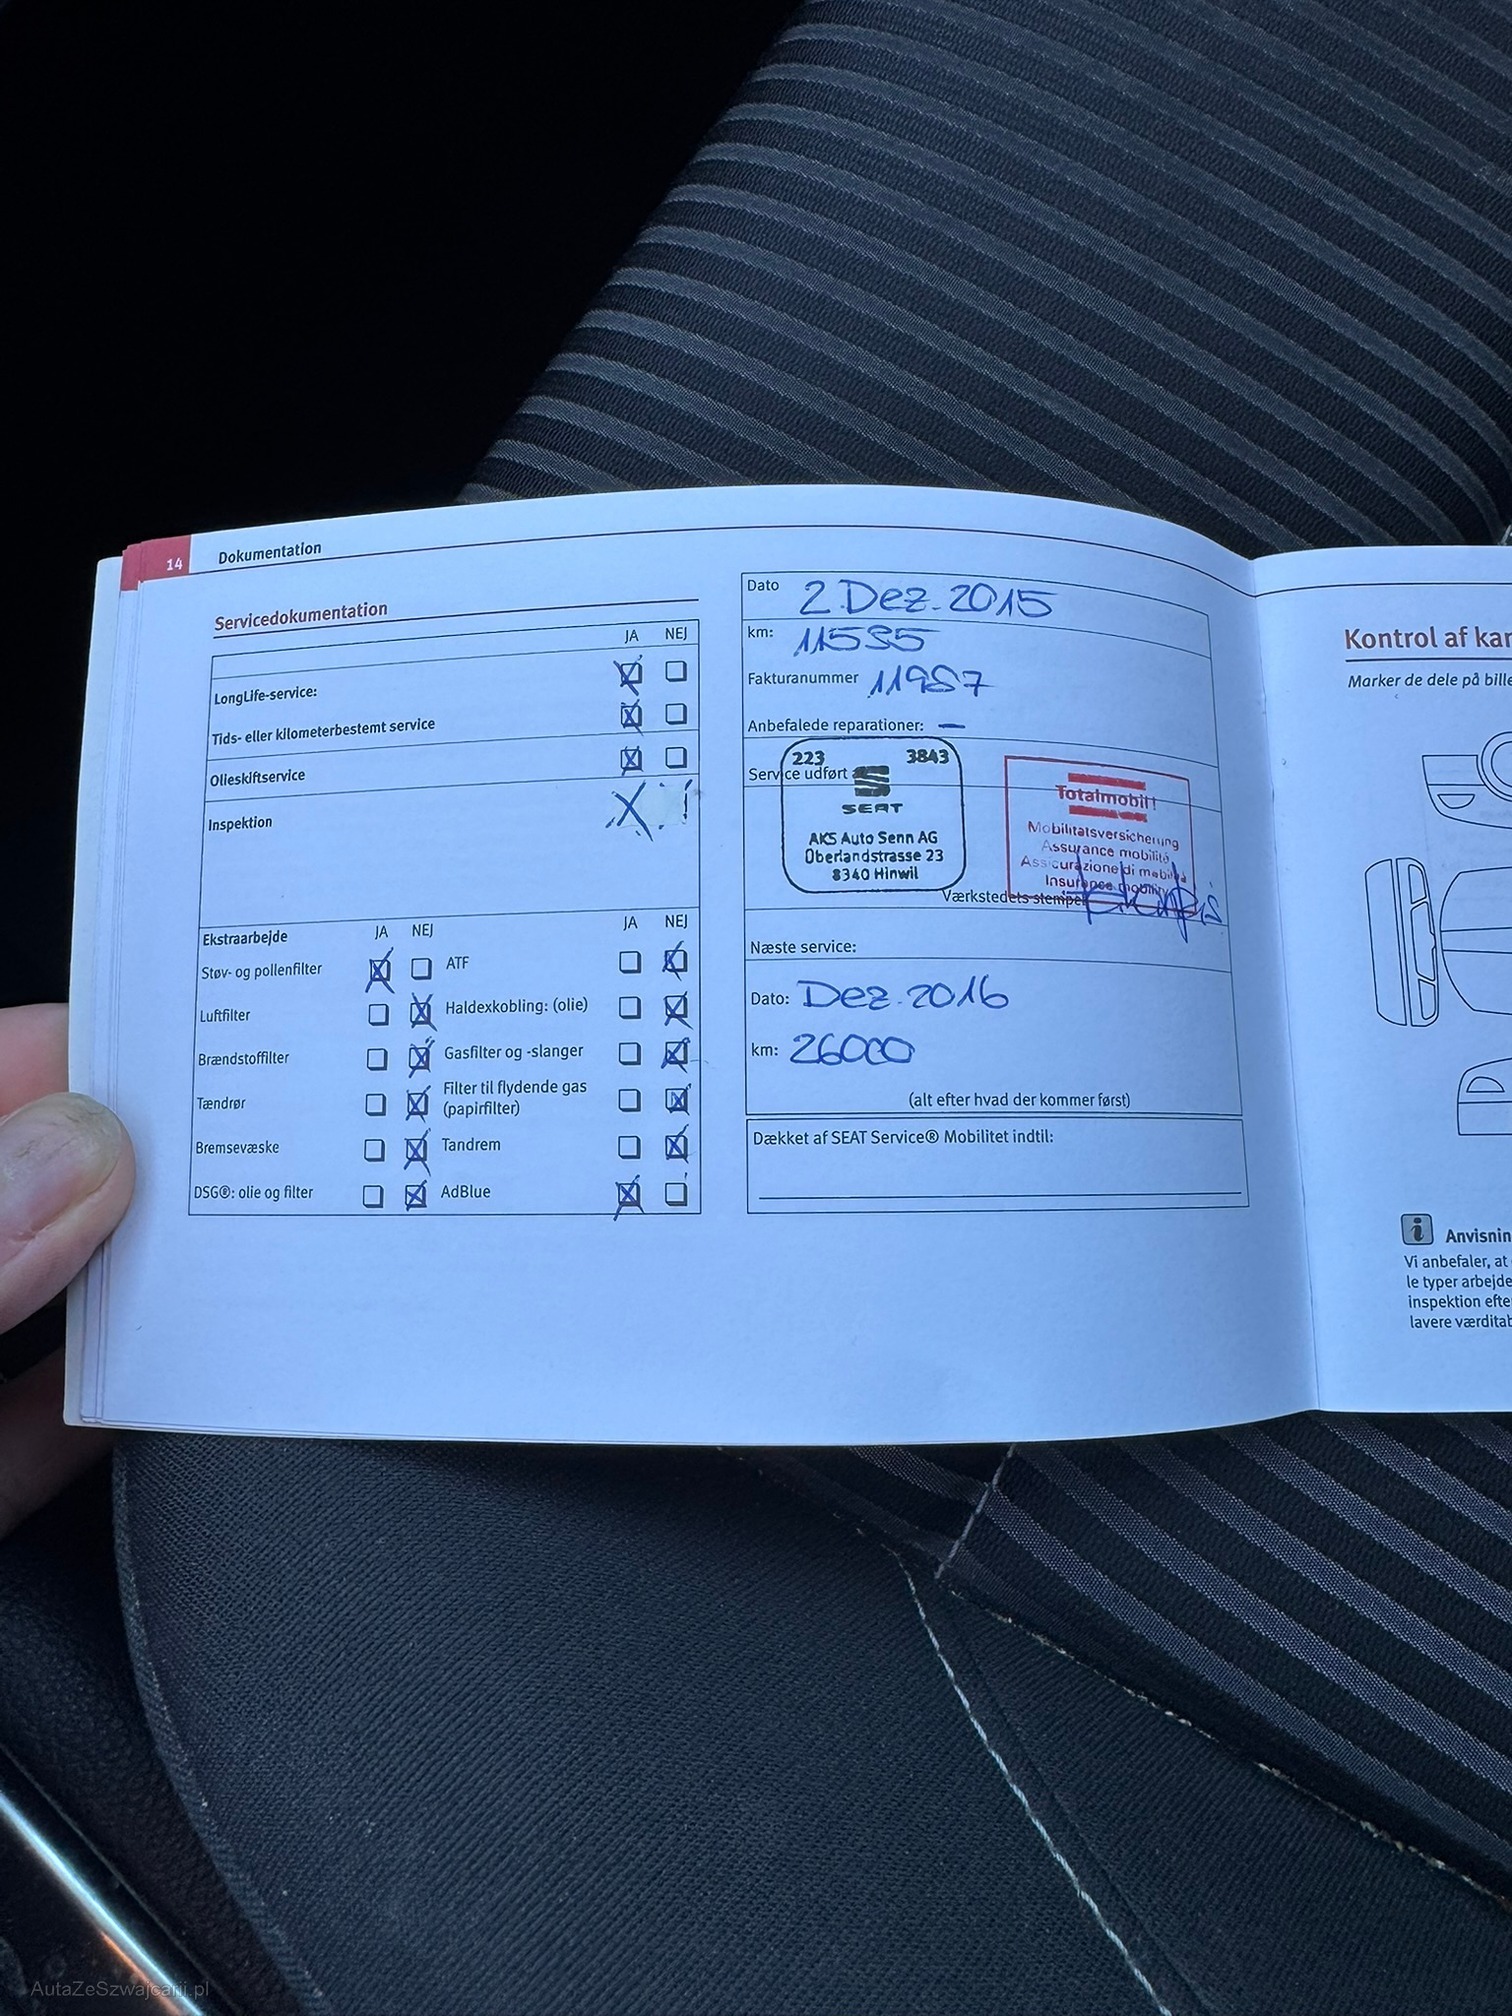 14 Dokumentation
Servicedokumentation
JA NEJ
LongLife-service:
Tids- eller kilometerbestemt service
Olieskiftservice
Inspektion
Ekstraarbejde JA NEJ JA NEJ
Støv- og pollenfilter ATF
Luftfilter Haldexkobling: (olie)
Brændstoffilter Gasfilter og -slanger
Tændrør Filter til flydende gas
(papirfilter)
Bremsevæske Tandrem
DSG®: olie og filter AdBlue
Dato 2. Dez. 2015
km:
Fakturanummer
Anbefalede reparationer: —
223 3843
Service udført
SEAT
AKS Auto Senn AG
Oberlandstrasse 23
8340 Hinwil
Totalmobil!
Mobilitätsversicherung
Assurance mobilité
Assicurazione di mobilità
Insurance mobility
Værkstedets stempel
Næste service:
Dato: Dez. 2016
km: 26000
(alt efter hvad der kommer først)
Dækket af SEAT Service® Mobilitet indtil:
Kontrol af kar
Marker de dele på bille
i Anvisnin
Vi anbefaler, at
le typer arbejde
inspektion efte
lavere værditab
AutaZeSzwajcarii.pl